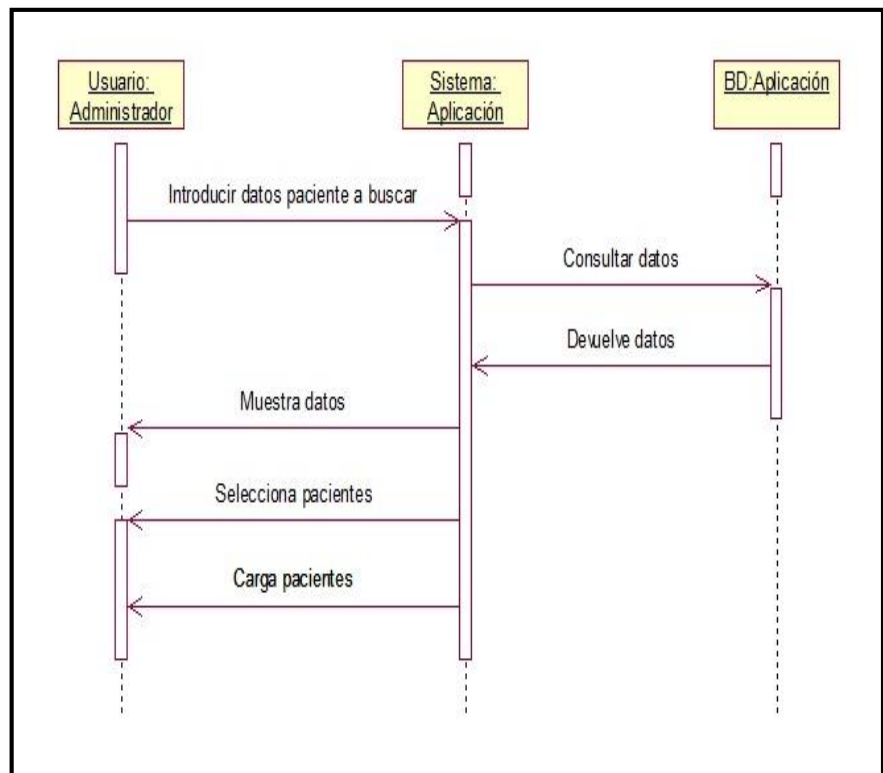 Usuario:
Administrador
Sistema:
Aplicación
BD:Aplicación
Introducir datos paciente a buscar
Consultar datos
Devuelve datos
Muestra datos
Selecciona pacientes
Carga pacientes